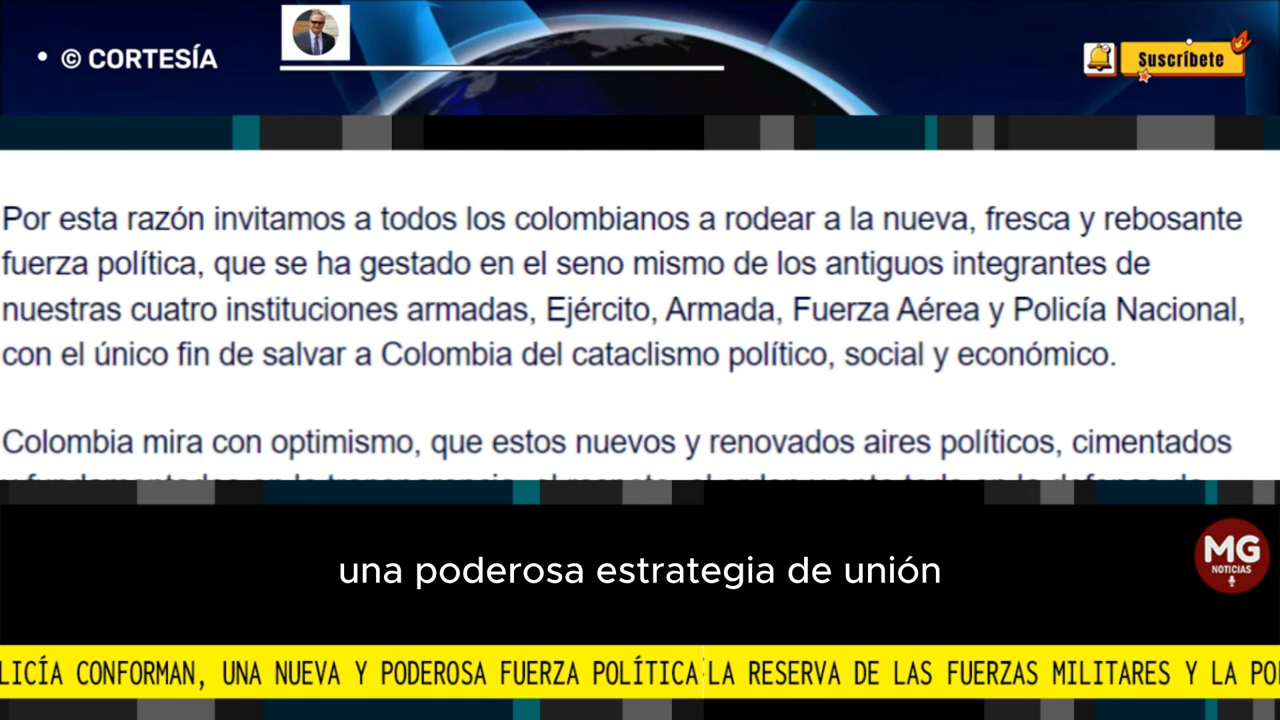 • © CORTESÍA
Suscríbete
Por esta razón invitamos a todos los colombianos a rodear a la nueva, fresca y rebosante
fuerza política, que se ha gestado en el seno mismo de los antiguos integrantes de
nuestras cuatro instituciones armadas, Ejército, Armada, Fuerza Aérea y Policía Nacional,
con el único fin de salvar a Colombia del cataclismo político, social y económico.
Colombia mira con optimismo, que estos nuevos y renovados aires políticos, cimentados
una poderosa estrategia de unión
MG
NOTICIAS
LICÍA CONFORMAN, UNA NUEVA Y PODEROSA FUERZA POLÍTICA LA RESERVA DE LAS FUERZAS MILITARES Y LA PO